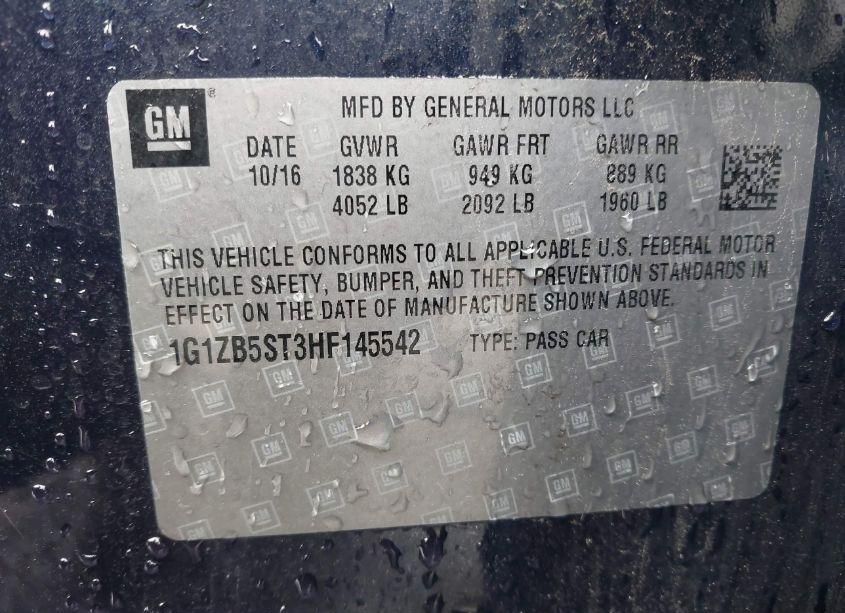 GM ® MFD BY GENERAL MOTORS LLC
DATE GVWR GAWR FRT GAWR RR
10/16 1838 KG 949 KG 889 KG
4052 LB 2092 LB 1960 LB
THIS VEHICLE CONFORMS TO ALL APPLICABLE U.S. FEDERAL MOTOR
VEHICLE SAFETY, BUMPER, AND THEFT PREVENTION STANDARDS IN
EFFECT ON THE DATE OF MANUFACTURE SHOWN ABOVE.
1G1ZB5ST3HF145542 TYPE: PASS CAR